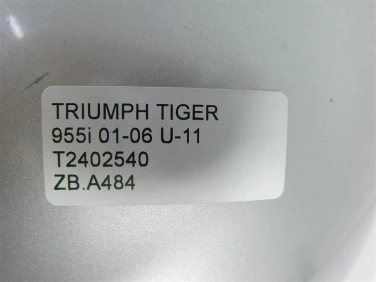 TRIUMPH TIGER
955i 01-06 U-11
T2402540
ZB.A484